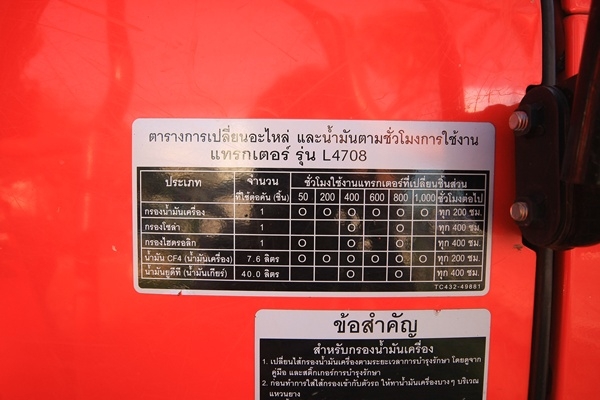 ตารางการเปลี่ยนอะไหล่ และน้ำมันตามชั่วโมงการใช้งาน
แทรกเตอร์ รุ่น L4708
ประเภท จำนวน ที่ใช้ต่อคัน (ชิ้น) ชั่วโมงใช้งานแทรกเตอร์ที่เปลี่ยนชิ้นส่วน
50 200 400 600 800 1,000 ชั่วโมงต่อไป
กรองน้ำมันเครื่อง 1 O O O O O O ทุก 200 ชม.
กรองโซล่า 1 O O ทุก 400 ชม.
กรองไฮดรอลิก 1 O O O ทุก 400 ชม.
น้ำมัน CF4 (น้ำมันเครื่อง) 7.6 ลิตร O O O O O O ทุก 200 ชม.
น้ำมันยูดีที (น้ำมันเกียร์) 40.0 ลิตร O O ทุก 400 ชม.
TC432-49881
ข้อสำคัญ
สำหรับกรองน้ำมันเครื่อง
1. เปลี่ยนไส้กรองน้ำมันเครื่องตามระยะเวลาการบำรุงรักษา โดยดูจาก
คู่มือ และสติ๊กเกอร์การบำรุงรักษา
2. ก่อนทำการใส่ไส้กรองเข้ากับตัวรถ ให้ทาน้ำมันเครื่องบางๆ บริเวณ
แหวนยาง